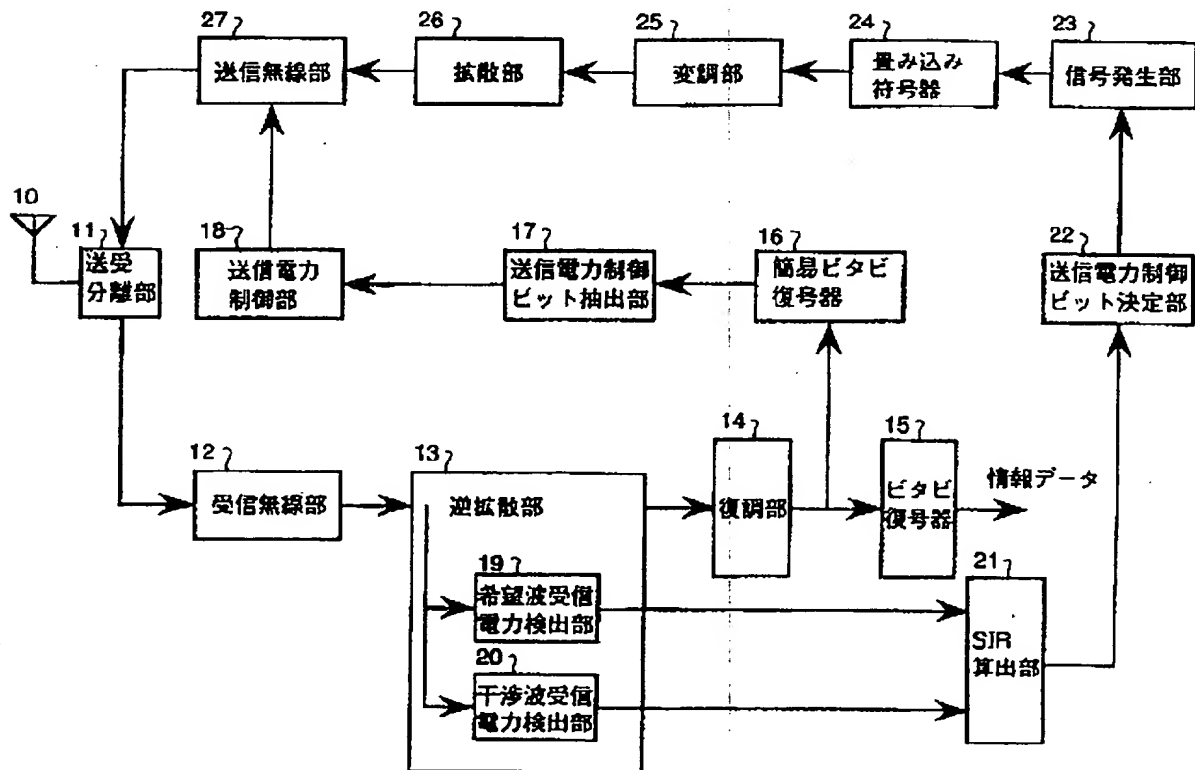 27
送信無線部
26
拡散部
25
変調部
24
畳み込み
符号器
23
信号発生部
10
11
送受
分離部
18
送信電力
制御部
17
送信電力制御
ビット抽出部
16
簡易ビタビ
復号器
22
送信電力制御
ビット決定部
12
受信無線部
13
逆拡散部
14
復調部
15
ビタビ
復号器
情報データ
19
希望波受信
電力検出部
20
干渉波受信
電力検出部
21
SIR
算出部